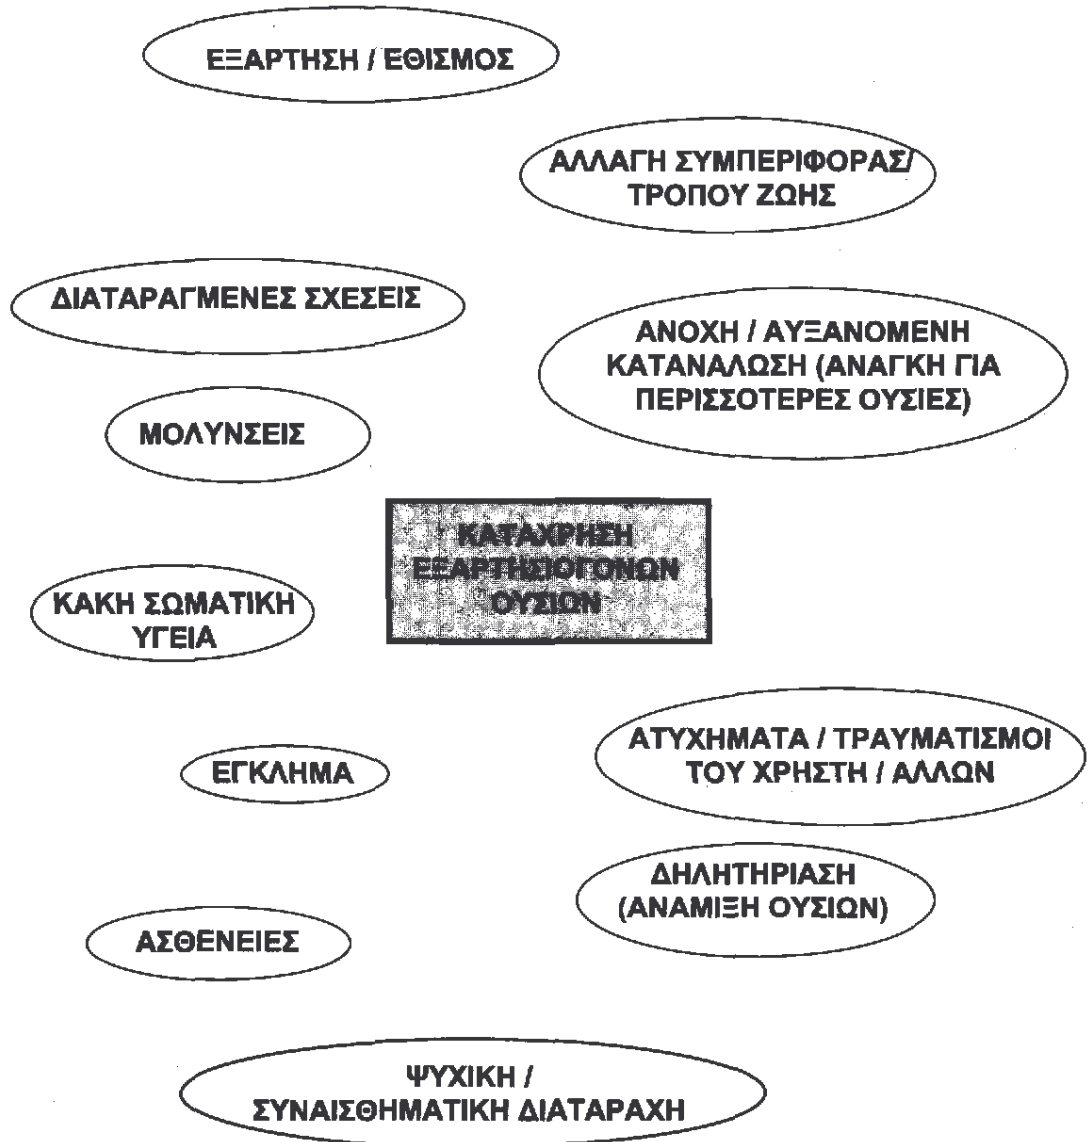 ΕΞΑΡΤΗΣΗ / ΕΘΙΣΜΟΣ
ΑΛΛΑΓΗ ΣΥΜΠΕΡΙΦΟΡΑΣ/
ΤΡΟΠΟΥ ΖΩΗΣ
ΔΙΑΤΑΡΑΓΜΕΝΕΣ ΣΧΕΣΕΙΣ
ΑΝΟΧΗ / ΑΥΞΑΝΟΜΕΝΗ
ΚΑΤΑΝΑΛΩΣΗ (ΑΝΑΓΚΗ ΓΙΑ
ΠΕΡΙΣΣΟΤΕΡΕΣ ΟΥΣΙΕΣ)
ΜΟΛΥΝΣΕΙΣ
ΚΑΤΑΧΡΗΣΗ
ΕΞΑΡΤΗΣΙΟΓΟΝΩΝ
ΟΥΣΙΩΝ
ΚΑΚΗ ΣΩΜΑΤΙΚΗ
ΥΓΕΙΑ
ΑΤΥΧΗΜΑΤΑ / ΤΡΑΥΜΑΤΙΣΜΟΙ
ΤΟΥ ΧΡΗΣΤΗ / ΑΛΛΩΝ
ΕΓΚΛΗΜΑ
ΔΗΛΗΤΗΡΙΑΣΗ
(ΑΝΑΜΙΞΗ ΟΥΣΙΩΝ)
ΑΣΘΕΝΕΙΕΣ
ΨΥΧΙΚΗ /
ΣΥΝΑΙΣΘΗΜΑΤΙΚΗ ΔΙΑΤΑΡΑΧΗ